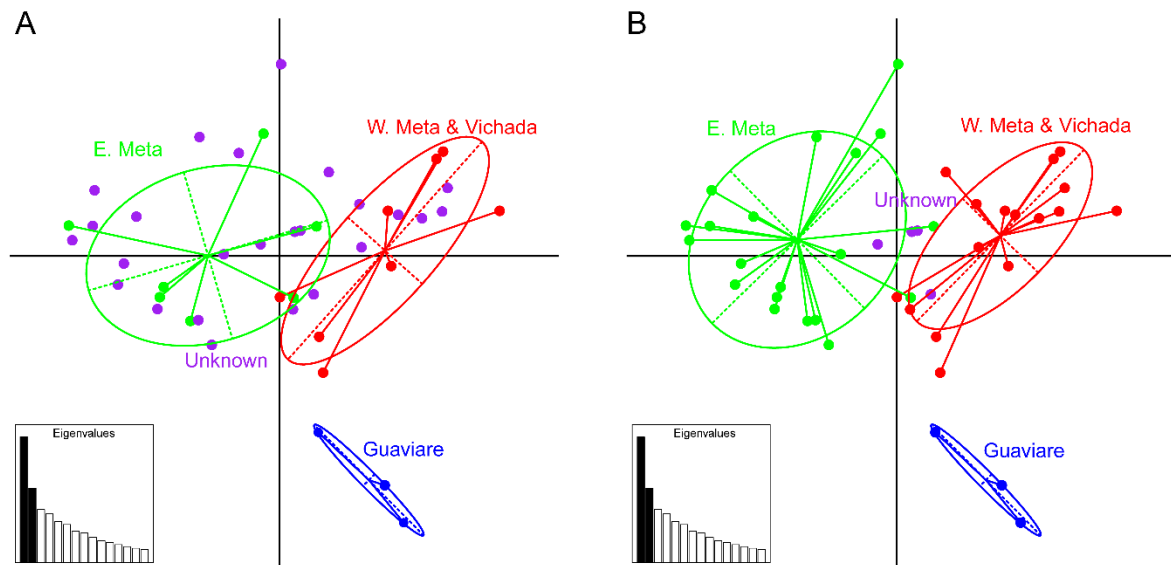 A
E. Meta
W. Meta & Vichada
Unknown
Guaviare
Eigenvalues
B
E. Meta
W. Meta & Vichada
Unknown
Guaviare
Eigenvalues